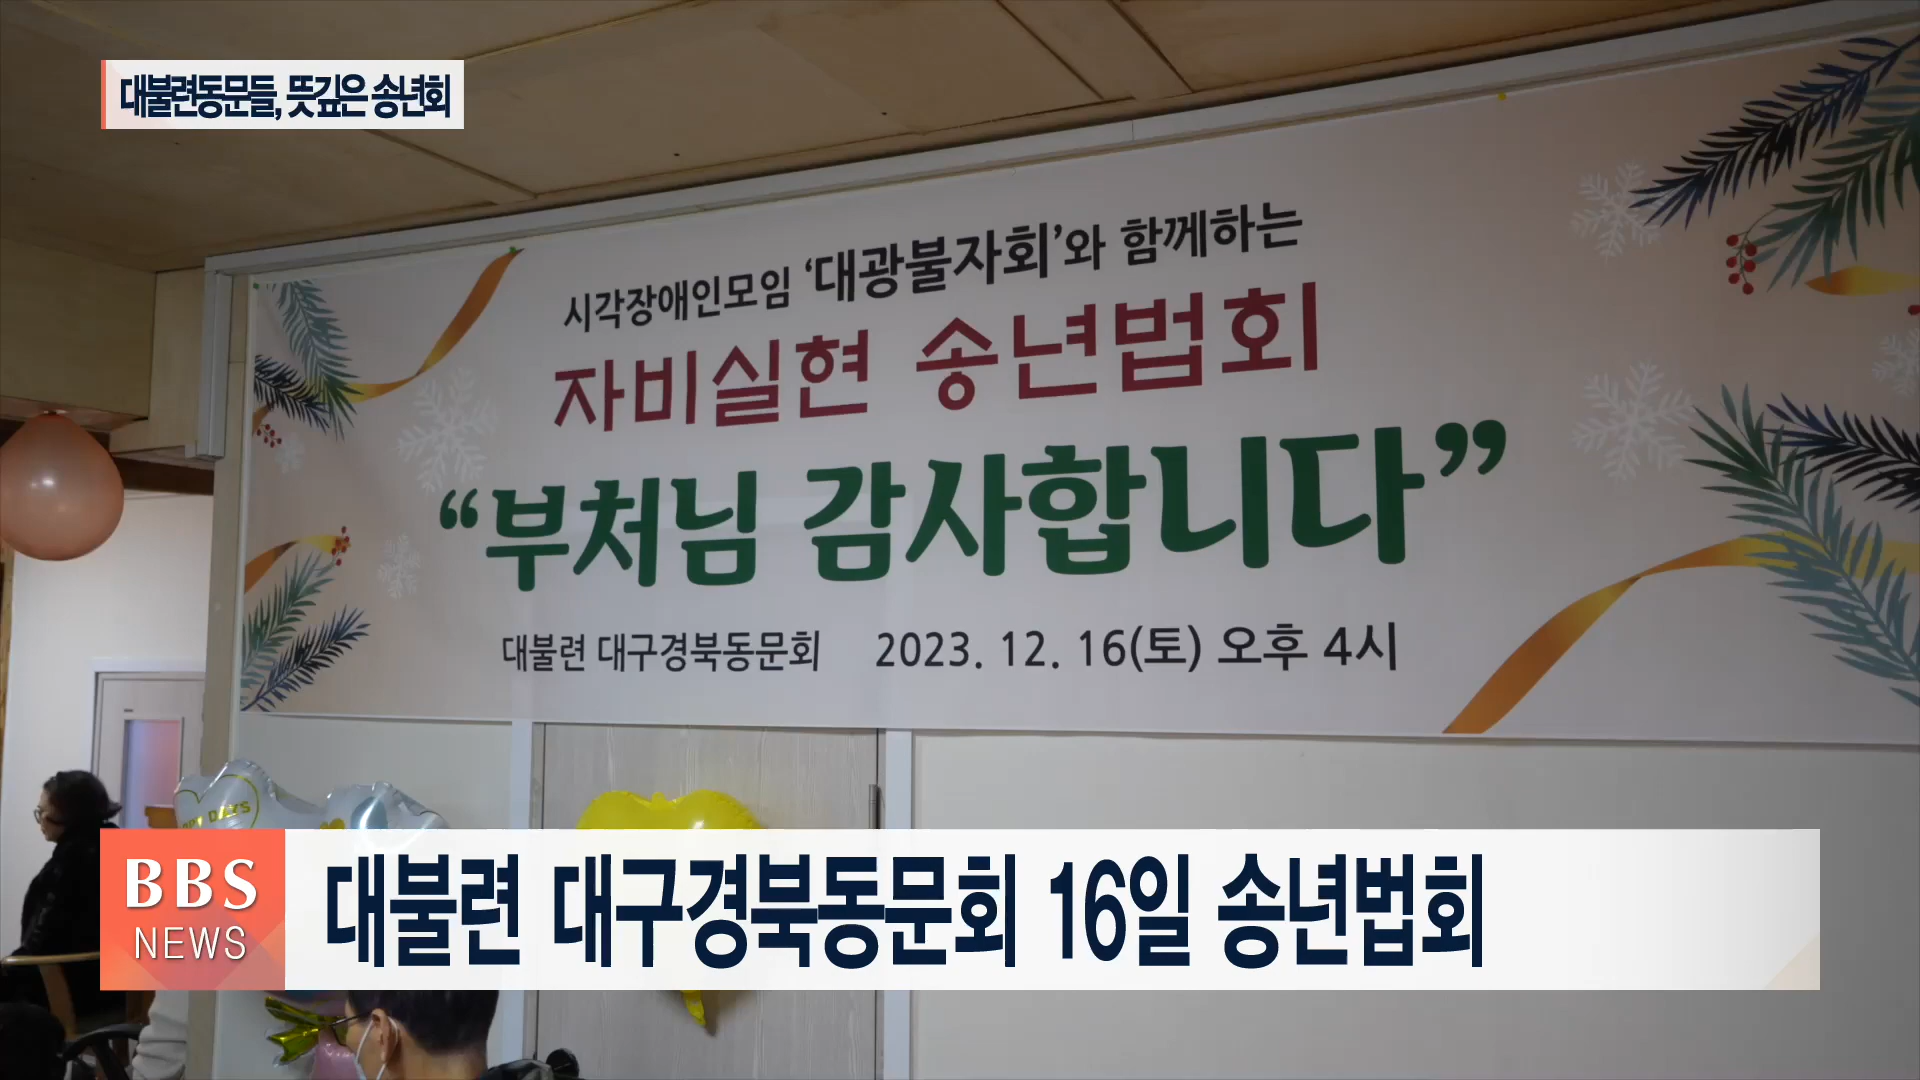 대불련동문들, 뜻깊은 송년회
시각장애인모임 ‘대광불자회’와 함께하는
자비실현 송년법회
“부처님 감사합니다”
대불련 대구경북동문회 2023. 12. 16(토) 오후 4시
DAYS
BBS
NEWS
대불련 대구경북동문회 16일 송년법회